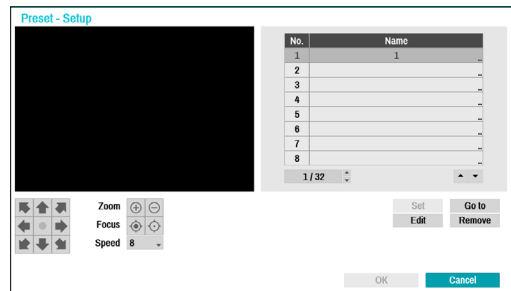 Preset - Setup
No. Name
1 1 ..
2 ..
3 ..
4 ..
5 ..
6 ..
7 ..
8 ..
1 / 32
Zoom
Focus
Speed 8
Set Go to
Edit Remove
OK Cancel